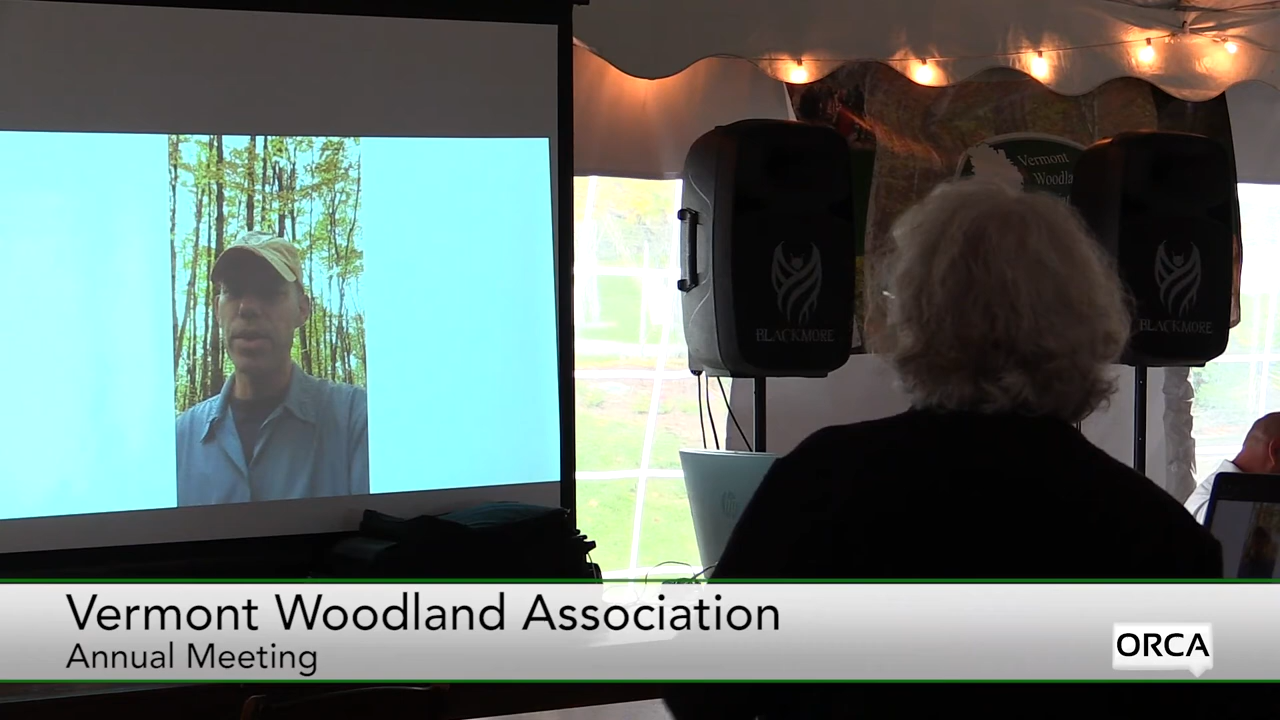 Vermont
Woodla
BLACKMORE
BLACKMORE
Vermont Woodland Association
Annual Meeting
ORCA